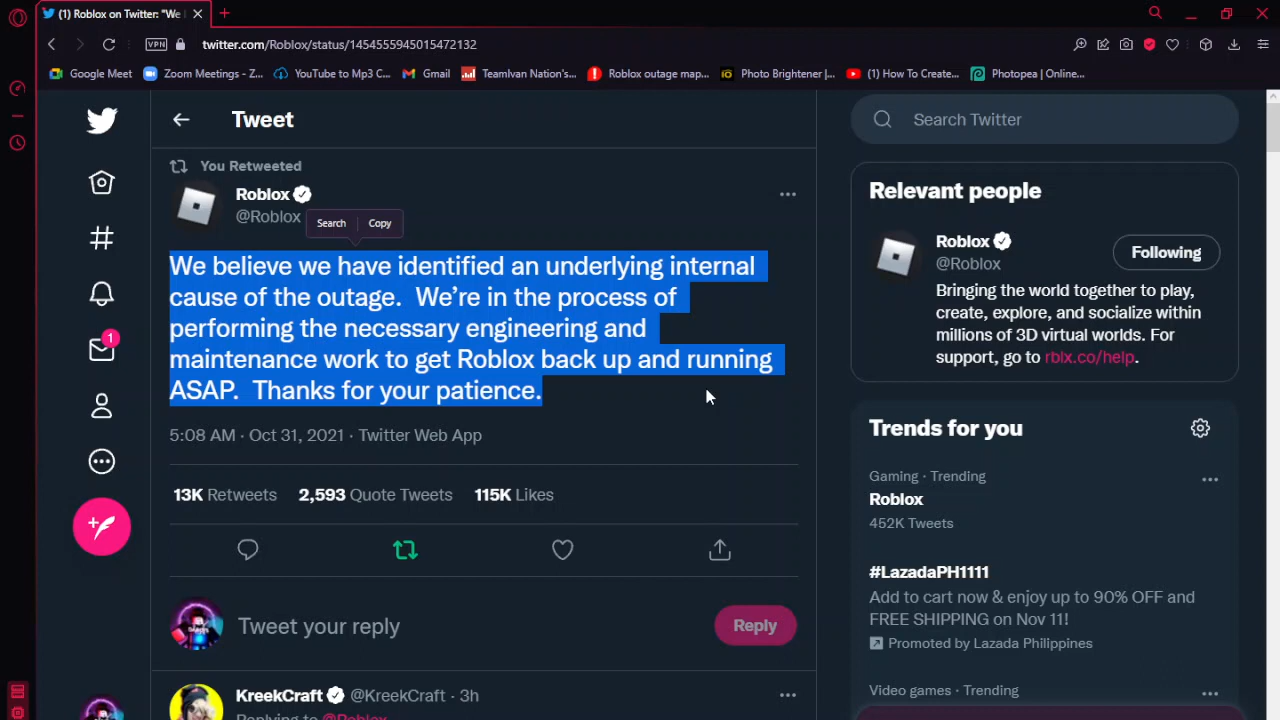 (1) Roblox on Twitter: "We
VPN
twitter.com/Roblox/status/1454555945015472132
Google Meet
Zoom Meetings - Z...
YouTube to Mp3 C...
Gmail
TeamIvan Nation's...
Roblox outage map...
Photo Brightener |...
(1) How To Create...
Photopea | Online...
Tweet
You Retweeted
Roblox
@Roblox
Search
Copy
We believe we have identified an underlying internal
cause of the outage.  We’re in the process of
performing the necessary engineering and
maintenance work to get Roblox back up and running
ASAP.  Thanks for your patience.
5:08 AM · Oct 31, 2021 · Twitter Web App
13K Retweets 2,593 Quote Tweets 115K Likes
Tweet your reply
Reply
KreekCraft @KreekCraft · 3h
Replying to @Roblox
1
Search Twitter
Relevant people
Roblox
@Roblox
Following
Bringing the world together to play,
create, explore, and socialize within
millions of 3D virtual worlds. For
support, go to rblx.co/help.
Trends for you
Gaming · Trending
Roblox
452K Tweets
#LazadaPH1111
Add to cart now & enjoy up to 90% OFF and
FREE SHIPPING on Nov 11!
Promoted by Lazada Philippines
Video games · Trending